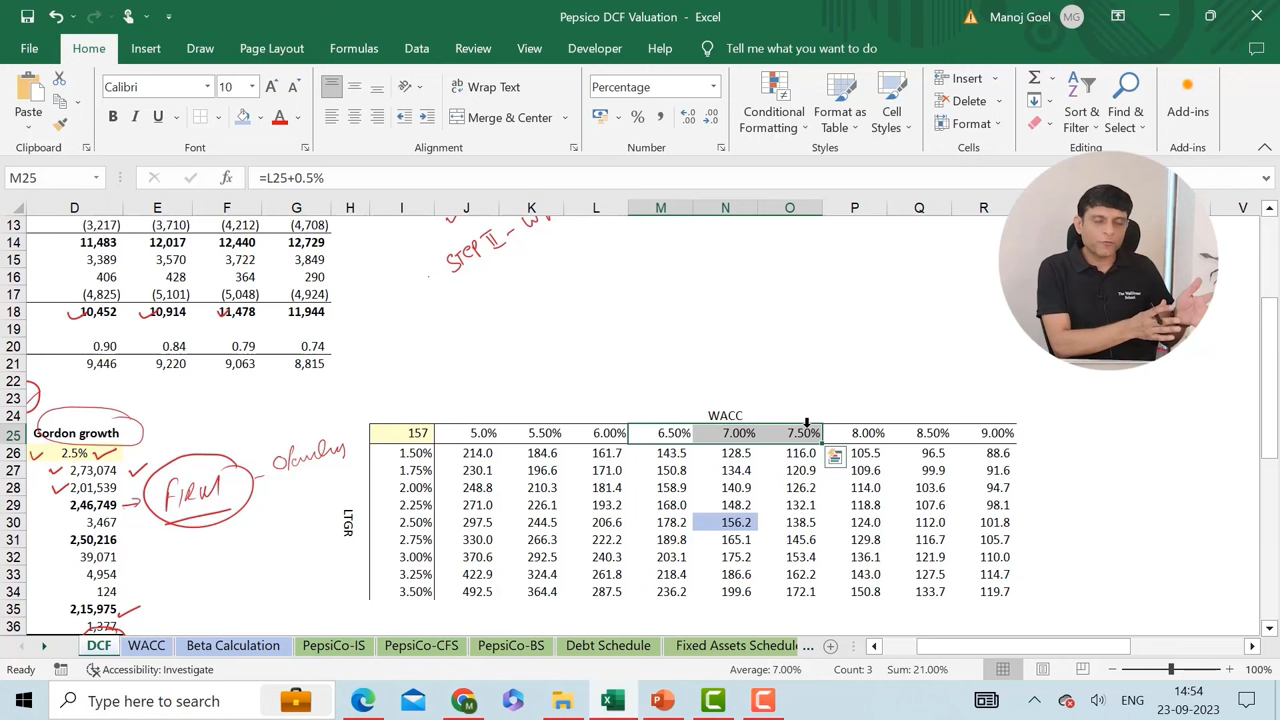 Pepsico DCF Valuation - Excel
Manoj Goel MG
File Home Insert Draw Page Layout Formulas Data Review View Developer Help Tell me what you want to do
Calibri 10 Wrap Text Percentage Insert
Paste B I U A Merge & Center % Conditional Formatting Format as Table Cell Styles Delete Format Sort & Filter Find & Select Add-ins
Clipboard Font Alignment Number Styles Cells Add-ins
M25 fx =L25+0.5%
D E F G H I J K L M N O P Q R V
13 (3,217) (3,710) (4,212) (4,708)
14 11,483 12,017 12,440 12,729
15 3,389 3,570 3,722 3,849
16 406 428 364 290
17 (4,825) (5,101) (5,048) (4,924)
18 10,452 10,914 11,478 11,944
19
20 0.90 0.84 0.79 0.74
21 9,446 9,220 9,063 8,815
22
23
24 WACC
25 Gordon growth 157 5.0% 5.50% 6.00% 6.50% 7.00% 7.50% 8.00% 8.50% 9.00%
26 2.5% 1.50% 214.0 184.6 161.7 143.5 128.5 116.0 105.5 96.5 88.6
27 2,73,074 1.75% 230.1 196.6 171.0 150.8 134.4 120.9 109.6 99.9 91.6
28 2,01,539 2.00% 248.8 210.3 181.4 158.9 140.9 126.2 114.0 103.6 94.7
29 2,46,749 2.25% 271.0 226.1 193.2 168.0 148.2 132.1 118.8 107.6 98.1
30 3,467 2.50% 297.5 244.5 206.6 178.2 156.2 138.5 124.0 112.0 101.8
31 2,50,216 2.75% 330.0 266.3 222.2 189.8 165.1 145.6 129.8 116.7 105.7
32 39,071 3.00% 370.6 292.5 240.3 203.1 175.2 153.4 136.1 121.9 110.0
33 4,954 3.25% 422.9 324.4 261.8 218.4 186.6 162.2 143.0 127.5 114.7
34 124 3.50% 492.5 364.4 287.5 236.2 199.6 172.1 150.8 133.7 119.7
35 2,15,975
36 1,377
LTGR
STEP II -
FIRM
The WallStreet School
DCF WACC Beta Calculation PepsiCo-IS PepsiCo-CFS PepsiCo-BS Debt Schedule Fixed Assets Schedule ...
Ready Accessibility: Investigate Average: 7.00% Count: 3 Sum: 21.00% 100%
Type here to search ENG 14:54
23-09-2023